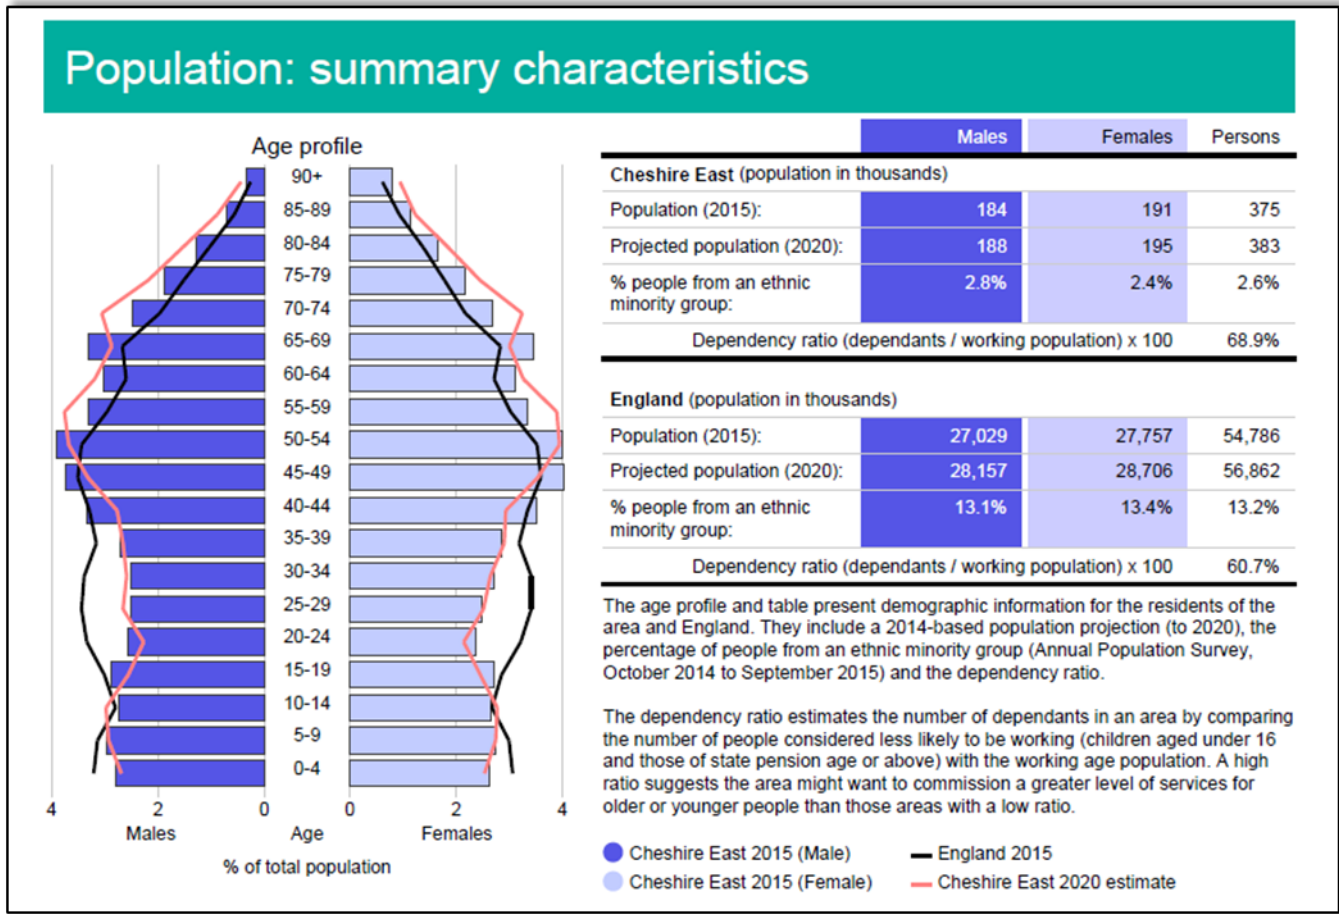 Population: summary characteristics
Age profile
90+
85-89
80-84
75-79
70-74
65-69
60-64
55-59
50-54
45-49
40-44
35-39
30-34
25-29
20-24
15-19
10-14
5-9
0-4
4 2 0 0 2 4
Males Age Females
% of total population
Males Females Persons
Cheshire East (population in thousands)
Population (2015): 184 191 375
Projected population (2020): 188 195 383
% people from an ethnic 2.8% 2.4% 2.6%
minority group:
Dependency ratio (dependants / working population) x 100 68.9%
England (population in thousands)
Population (2015): 27,029 27,757 54,786
Projected population (2020): 28,157 28,706 56,862
% people from an ethnic 13.1% 13.4% 13.2%
minority group:
Dependency ratio (dependants / working population) x 100 60.7%
The age profile and table present demographic information for the residents of the
area and England. They include a 2014-based population projection (to 2020), the
percentage of people from an ethnic minority group (Annual Population Survey,
October 2014 to September 2015) and the dependency ratio.
The dependency ratio estimates the number of dependants in an area by comparing
the number of people considered less likely to be working (children aged under 16
and those of state pension age or above) with the working age population. A high
ratio suggests the area might want to commission a greater level of services for
older or younger people than those areas with a low ratio.
Cheshire East 2015 (Male) England 2015
Cheshire East 2015 (Female) Cheshire East 2020 estimate